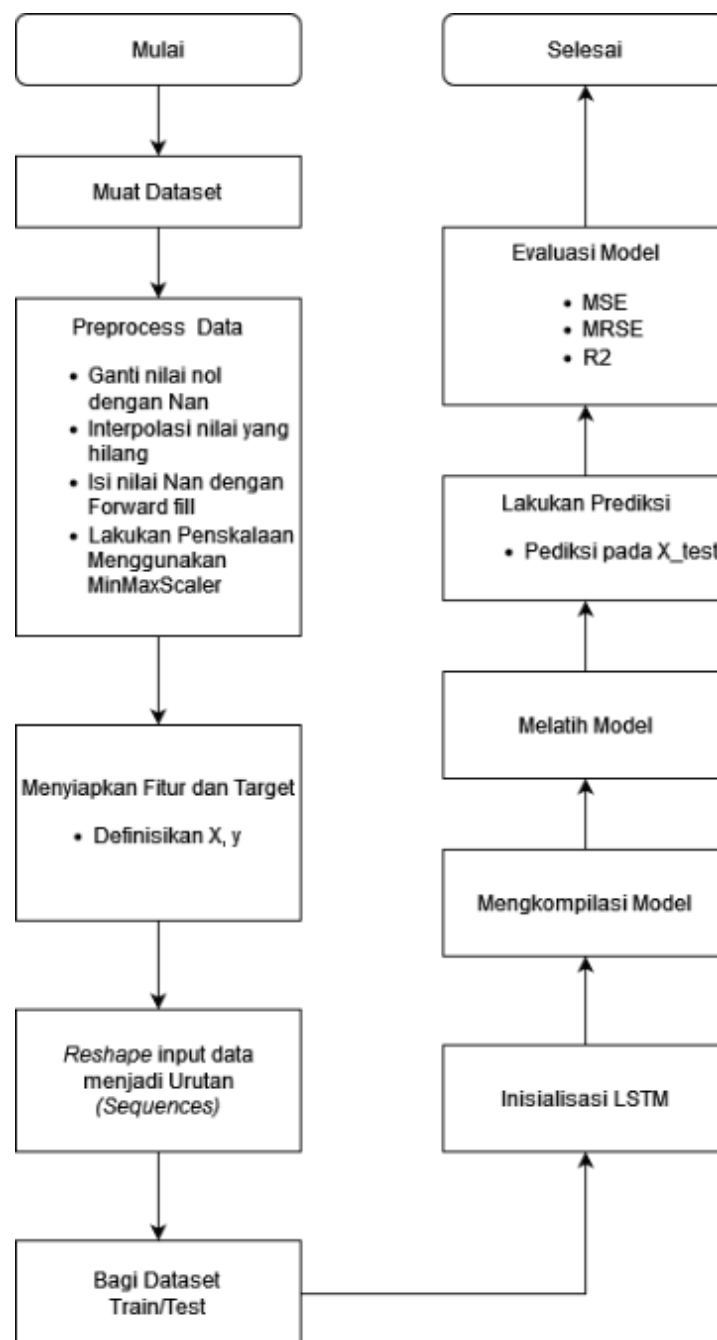 Mulai
Muat Dataset
Preprocess Data
• Ganti nilai nol
dengan Nan
• Interpolasi nilai yang
hilang
• Isi nilai Nan dengan
Forward fill
• Lakukan Penskalaan
Menggunakan
MinMaxScaler
Menyiapkan Fitur dan Target
• Definisikan X, y
Reshape input data
menjadi Urutan
(Sequences)
Bagi Dataset
Train/Test
Inisialisasi LSTM
Mengkompilasi Model
Melatih Model
Lakukan Prediksi
• Pediksi pada X_test
Evaluasi Model
• MSE
• MRSE
• R2
Selesai